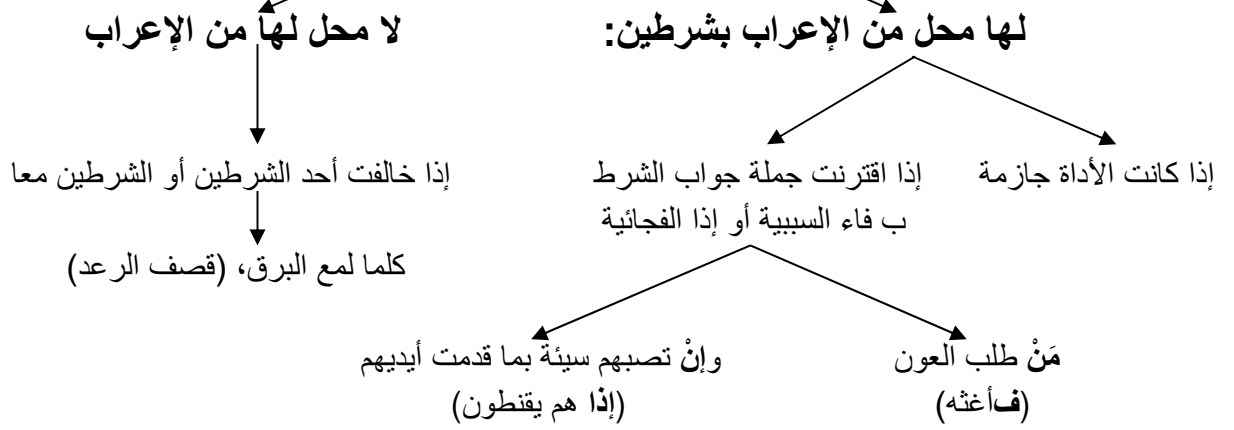 لها محل من الإعراب بشرطين:
لا محل لها من الإعراب
إذا كانت الأداة جازمة
إذا اقترنت جملة جواب الشرط
ب فاء السببية أو إذا الفجائية
إذا خالفت أحد الشرطين أو الشرطين معا
كلما لمع البرق، (قصف الرعد)
مَنْ طلب العون
(فأغثه)
وإنْ تصبهم سيئة بما قدمت أيديهم
(إذا هم يقنطون)